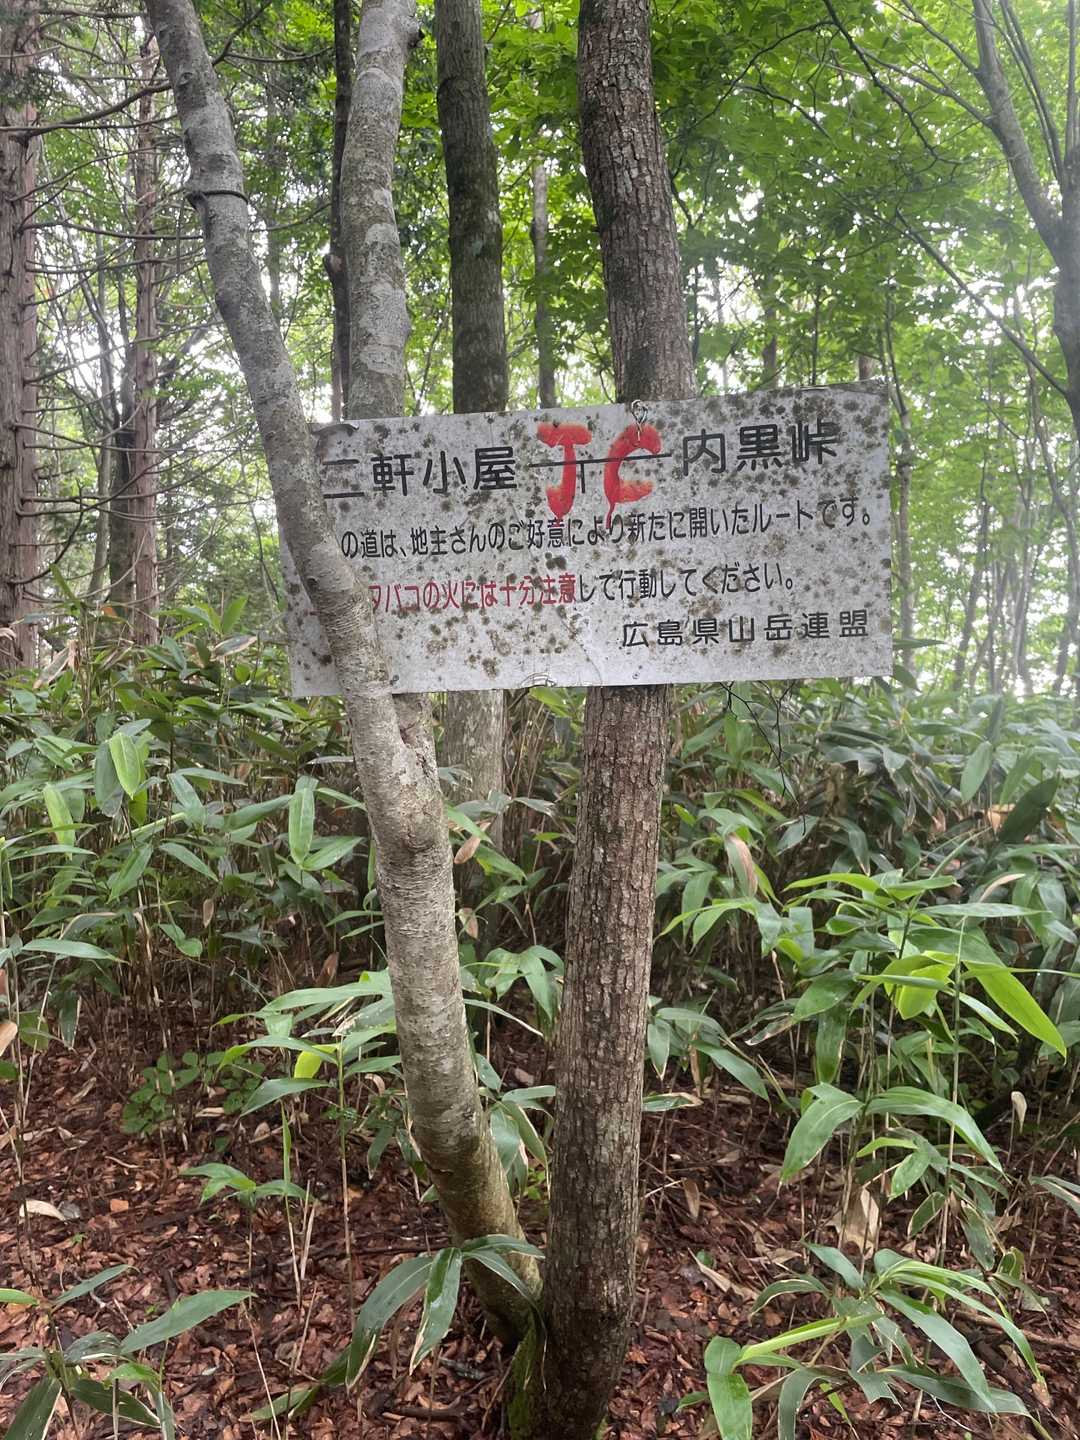 二軒小屋 JC 内黒峠
の道は、地主さんのご好意により新たに開いたルートです。
タバコの火には十分注意して行動してください。
広島県山岳連盟